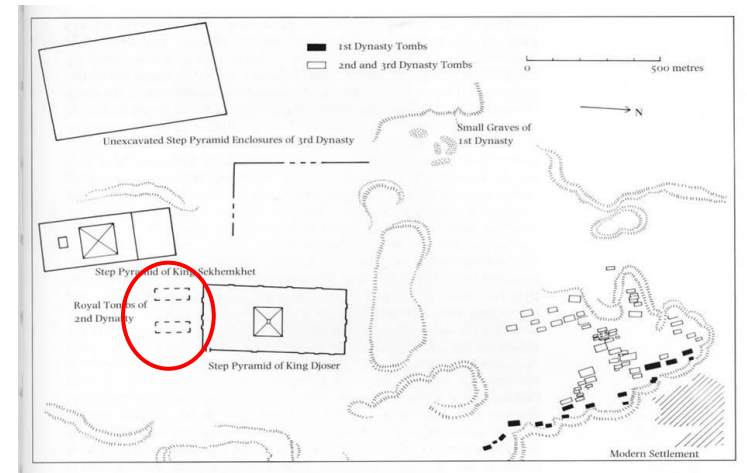 1st Dynasty Tombs
2nd and 3rd Dynasty Tombs
0 500 metres
N
Small Graves of
1st Dynasty
Unexcavated Step Pyramid Enclosures of 3rd Dynasty
Step Pyramid of King Sekhemkhet
Royal Tombs of
2nd Dynasty
Step Pyramid of King Djoser
Modern Settlement